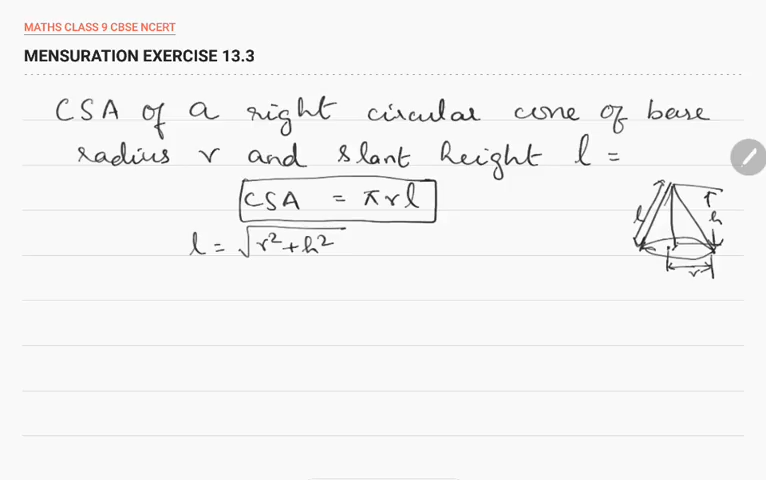 MATHS CLASS 9 CBSE NCERT
MENSURATION EXERCISE 13.3
CSA of a right circular cone of base
radius r and slant height l =
CSA = πrl
l = √r²+h²
l
h
r